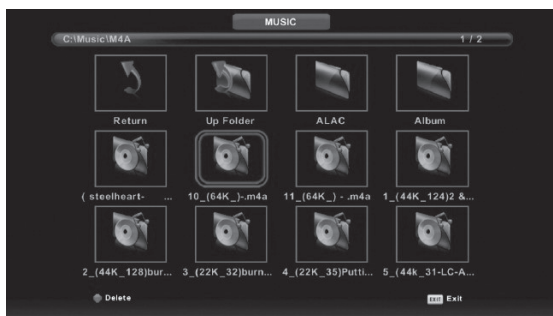 MUSIC
C:\Music\M4A 1 / 2
Return Up Folder ALAC Album
( steelheart- ... 10_(64K_)-.m4a 11_(64K_) - .m4a 1_(44K_124)2 &...
2_(44K_128)bur... 3_(22K_32)burn... 4_(22K_35)Putti... 5_(44k_31-LC-A...
Delete EXIT Exit